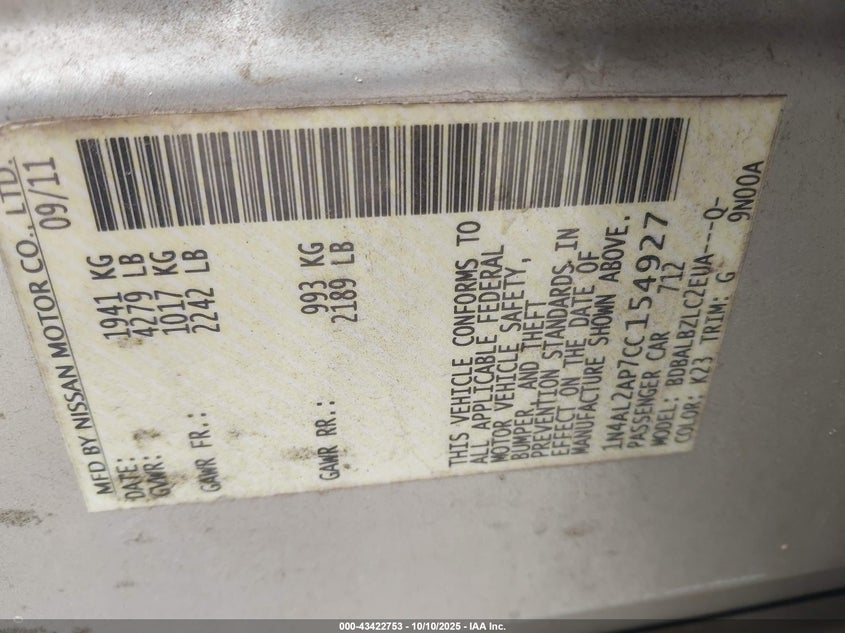 MFD BY NISSAN MOTOR CO., LTD.
DATE: 09/11
GVWR: 1941 KG
4279 LB
GAWR FR.: 1017 KG
2242 LB
GAWR RR.: 993 KG
2189 LB
THIS VEHICLE CONFORMS TO
ALL APPLICABLE FEDERAL
MOTOR VEHICLE SAFETY,
BUMPER, AND THEFT
PREVENTION STANDARDS IN
EFFECT ON THE DATE OF
MANUFACTURE SHOWN ABOVE.
1N4AL2AP7CC154927
PASSENGER CAR 712
MODEL: BDBALBZLC2EUA----Q-
COLOR: K23 TRIM: G 9N00A
000-43422753 - 10/10/2025 - IAA Inc.